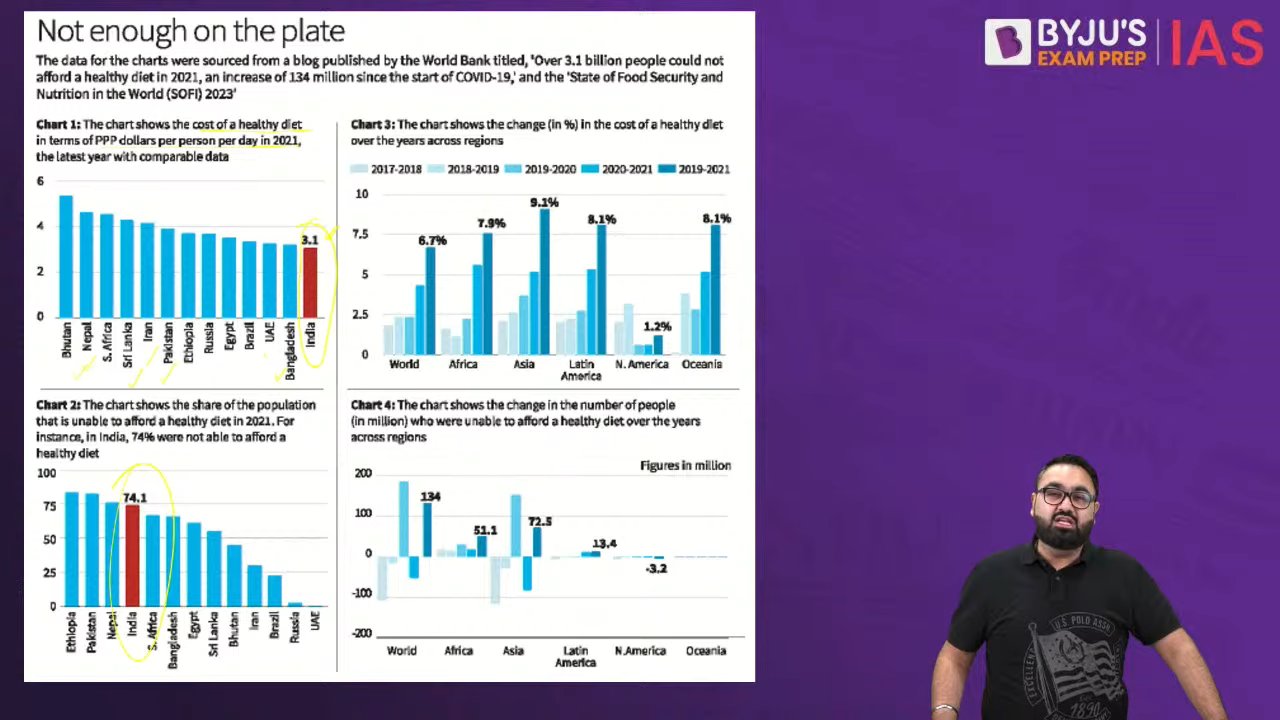 Not enough on the plate
The data for the charts were sourced from a blog published by the World Bank titled, 'Over 3.1 billion people could not
afford a healthy diet in 2021, an increase of 134 million since the start of COVID-19,' and the 'State of Food Security and
Nutrition in the World (SOFI) 2023'
Chart 1: The chart shows the cost of a healthy diet
in terms of PPP dollars per person per day in 2021,
the latest year with comparable data
6
4
2
0
3.1
Bhutan
Nepal
S. Africa
Sri Lanka
Iran
Pakistan
Ethiopia
Russia
Egypt
Brazil
UAE
Bangladesh
India
Chart 2: The chart shows the share of the population
that is unable to afford a healthy diet in 2021. For
instance, in India, 74% were not able to afford a
healthy diet
100
75
50
25
0
74.1
Ethiopia
Pakistan
Nepal
India
S. Africa
Bangladesh
Egypt
Sri Lanka
Bhutan
Iran
Brazil
Russia
UAE
Chart 3: The chart shows the change (in %) in the cost of a healthy diet
over the years across regions
2017-2018 2018-2019 2019-2020 2020-2021 2019-2021
10
7.5
5
2.5
0
6.7%
7.9%
9.1%
8.1%
1.2%
8.1%
World Africa Asia Latin N. America Oceania
America
Chart 4: The chart shows the change in the number of people
(in million) who were unable to afford a healthy diet over the years
across regions
Figures in million
200
100
0
-100
-200
134
51.1
72.5
13.4
-3.2
World Africa Asia Latin N.America Oceania
America
BYJU'S
EXAM PREP
IAS
U.S. POLO ASSN.
EXCELLENCE
1890